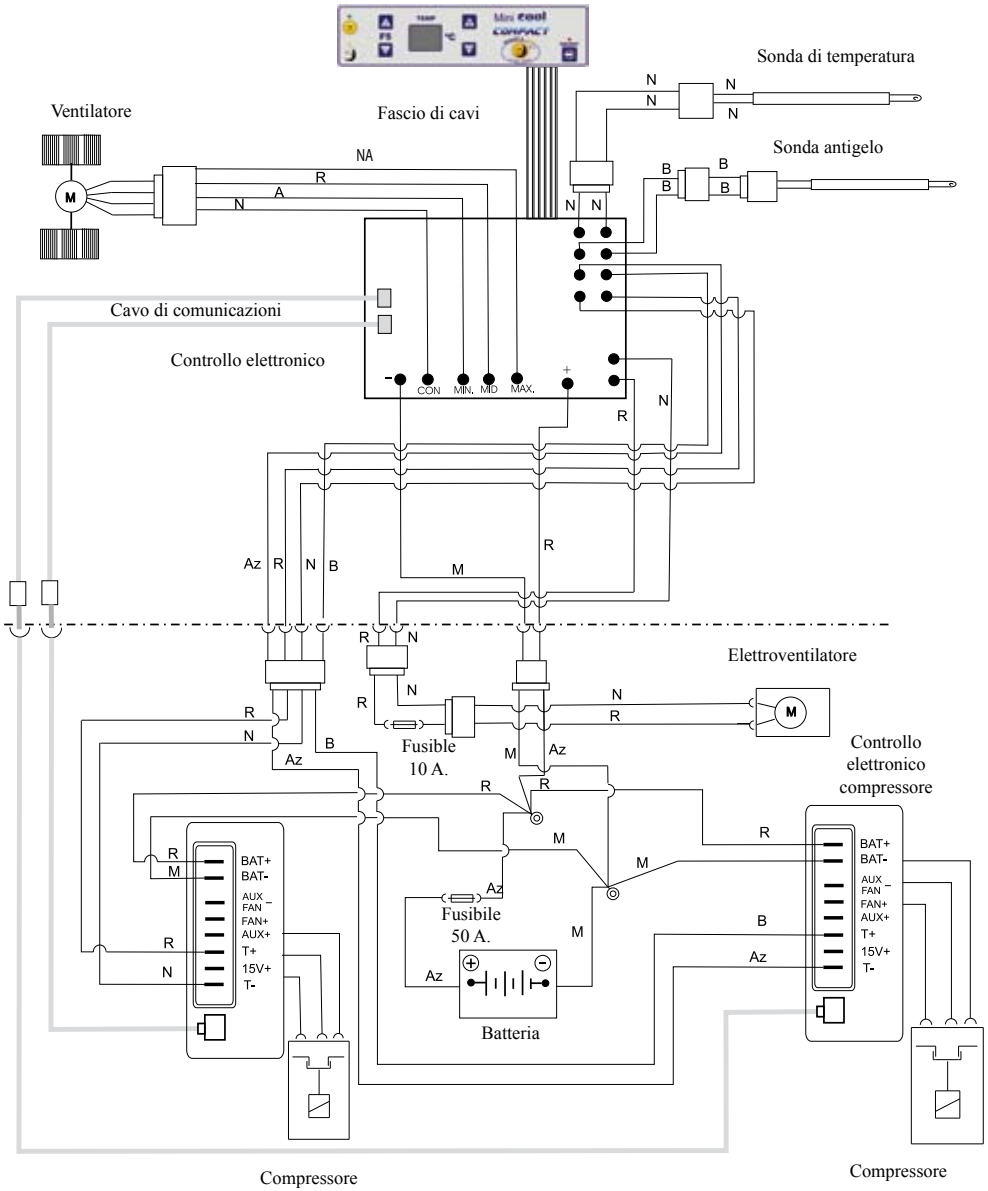 TEMP
Mini cool
COMPACT
FS
°C
Sonda di temperatura
N
N
N
N
Ventilatore
Fascio di cavi
Sonda antigelo
NA
R
A
N
M
B
B
B
B
N
N
Cavo di comunicazioni
Controllo elettronico
-
CON
MIN.
MID
MAX.
+
R
N
Az
R
N
B
M
R
R
N
Elettroventilatore
R
N
N
R
M
Fusible
10 A.
M
Az
R
N
B
Az
Controllo
elettronico
compressore
R
R
R
M
M
R
M
BAT+
BAT-
AUX
FAN -
FAN+
AUX+
T+
15V+
T-
R
N
Az
Fusibile
50 A.
M
Az
+
-
Batteria
B
Az
BAT+
BAT-
AUX
FAN -
FAN+
AUX+
T+
15V+
T-
Compressore
Compressore